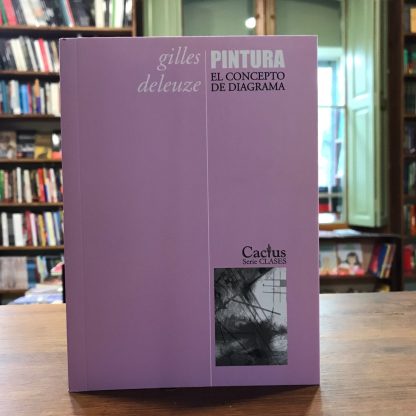 gilles
deleuze
PINTURA
EL CONCEPTO
DE DIAGRAMA
Cactus
Serie CLASES